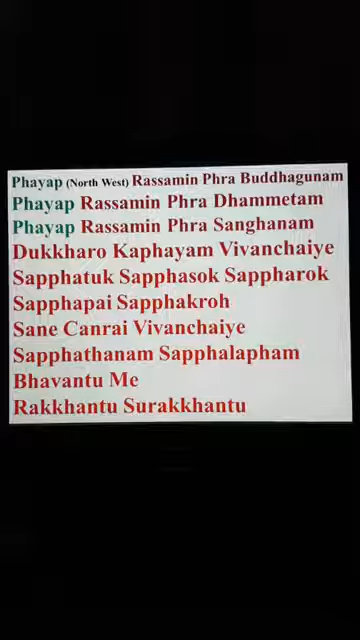 Phayap (North West) Rassamin Phra Buddhagunam
Phayap Rassamin Phra Dhammetam
Phayap Rassamin Phra Sanghanam
Dukkharo Kaphayam Vivanchaiye
Sapphatuk Sapphasok Sappharok
Sapphapai Sapphakroh
Sane Canrai Vivanchaiye
Sapphathanam Sapphalapham
Bhavantu Me
Rakkhantu Surakkhantu